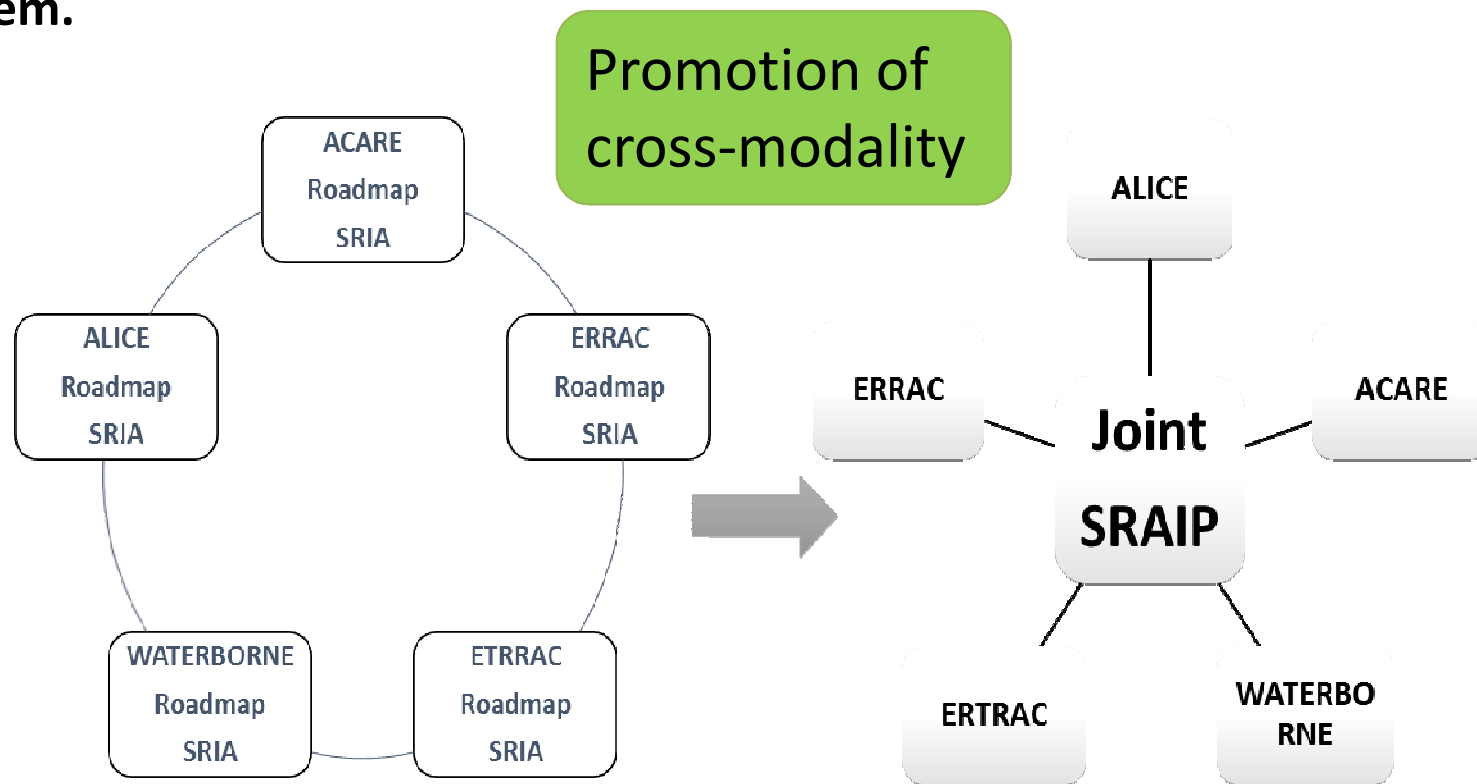 em.
Promotion of
cross-modality
ACARE
Roadmap
SRIA
ALICE
Roadmap
SRIA
ERRAC
Roadmap
SRIA
WATERBORNE
Roadmap
SRIA
ETRRAC
Roadmap
SRIA
ALICE
ERRAC
ACARE
Joint
SRAIP
ERTRAC
WATERBO
RNE